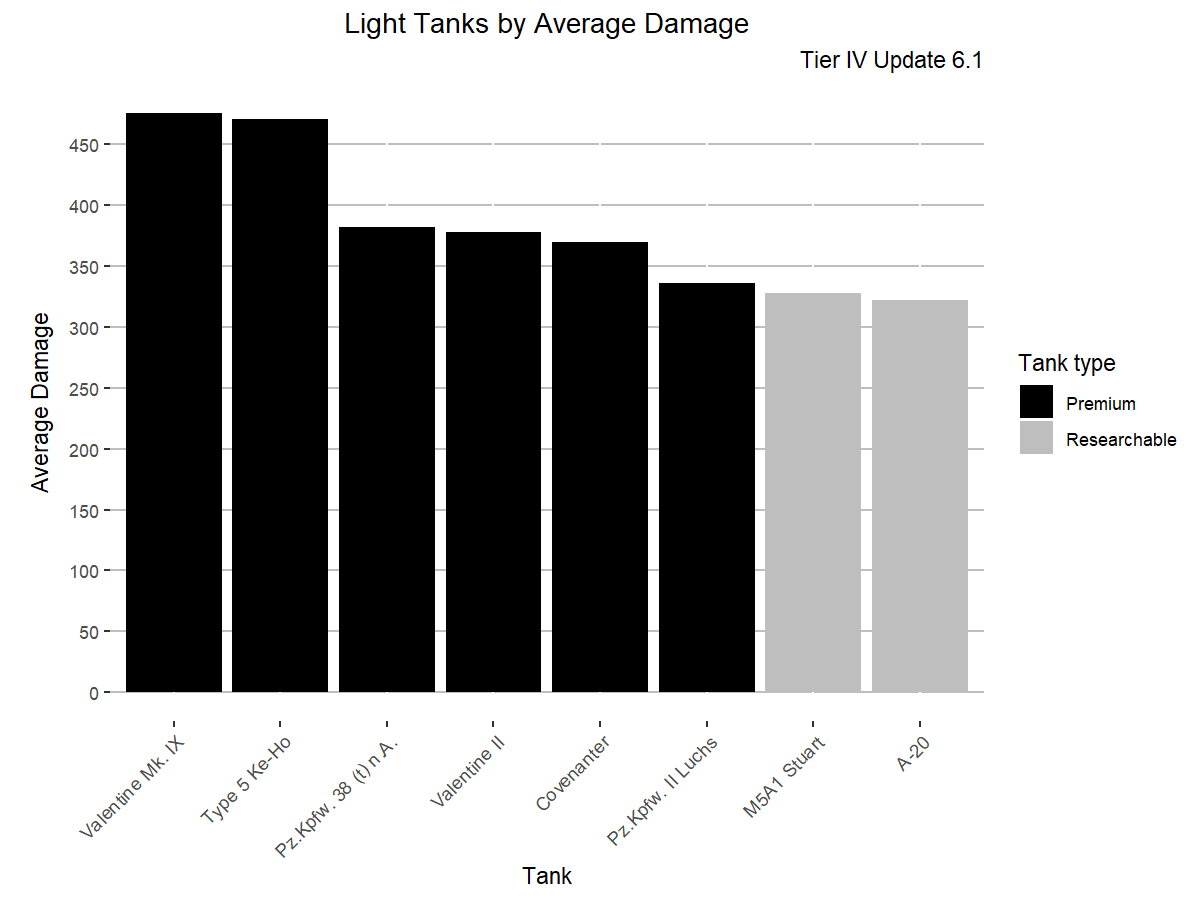 Light Tanks by Average Damage
Tier IV Update 6.1
Average Damage
450
400
350
300
250
200
150
100
50
0
Valentine Mk. IX
Type 5 Ke-Ho
Pz.Kpfw. 38 (t) n A.
Valentine II
Covenanter
Pz.Kpfw. II Luchs
M5A1 Stuart
A-20
Tank
Tank type
Premium
Researchable